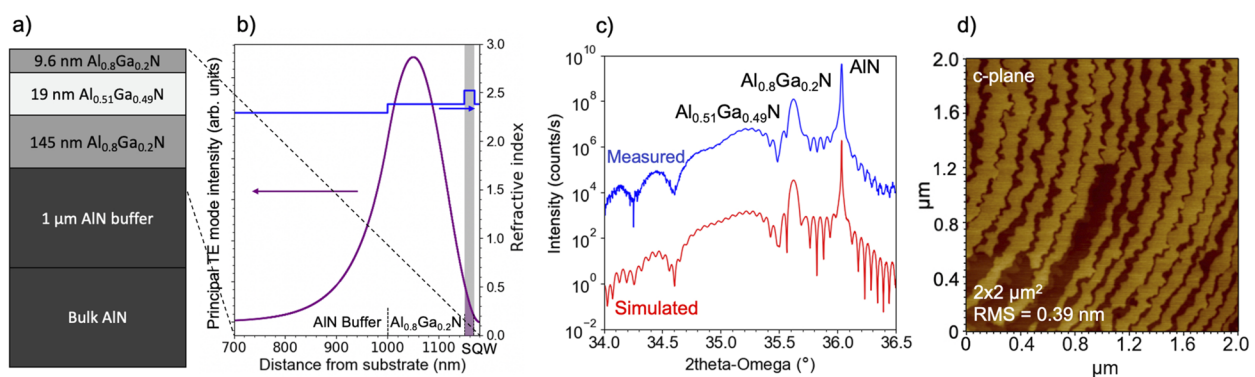 a)
9.6 nm Al0.8Ga0.2N
19 nm Al0.51Ga0.49N
145 nm Al0.8Ga0.2N
1 µm AlN buffer
Bulk AlN
b)
Principal TE mode intensity (arb. units)
3.0
2.5
2.0
1.5
1.0
0.5
0.0
Refractive index
AlN Buffer
Al0.8Ga0.2N
700 800 900 1000 1100 SQW
Distance from substrate (nm)
c)
Intensity (counts/s)
10^10
10^8
10^6
10^4
10^2
10^0
10^−2
AlN
Al0.8Ga0.2N
Al0.51Ga0.49N
Measured
Simulated
34.0 34.5 35.0 35.5 36.0 36.5
2theta-Omega (°)
d)
2.0
1.6
1.2
0.8
0.4
0
µm
c-plane
2x2 µm²
RMS = 0.39 nm
0 0.4 0.8 1.2 1.6 2.0
µm